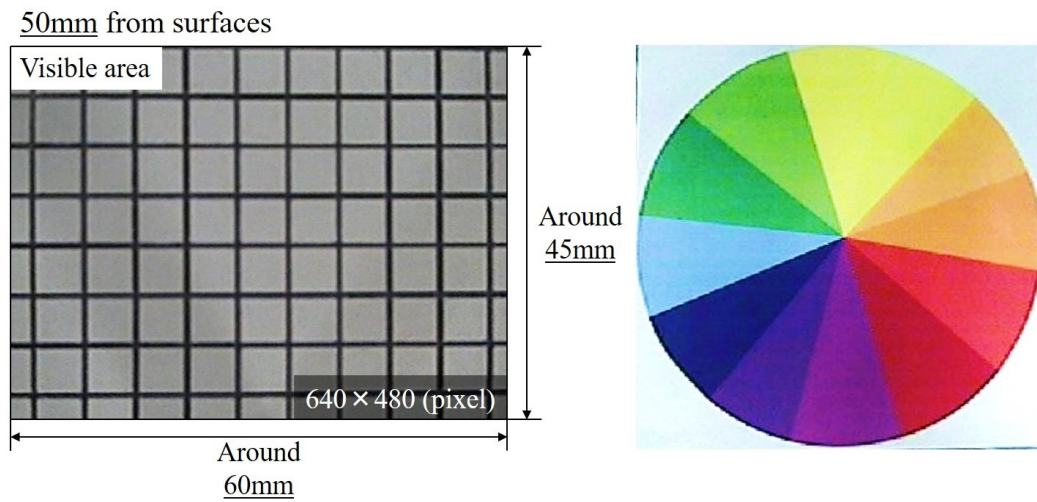 50mm from surfaces
Visible area
640 × 480 (pixel)
Around
45mm
Around
60mm